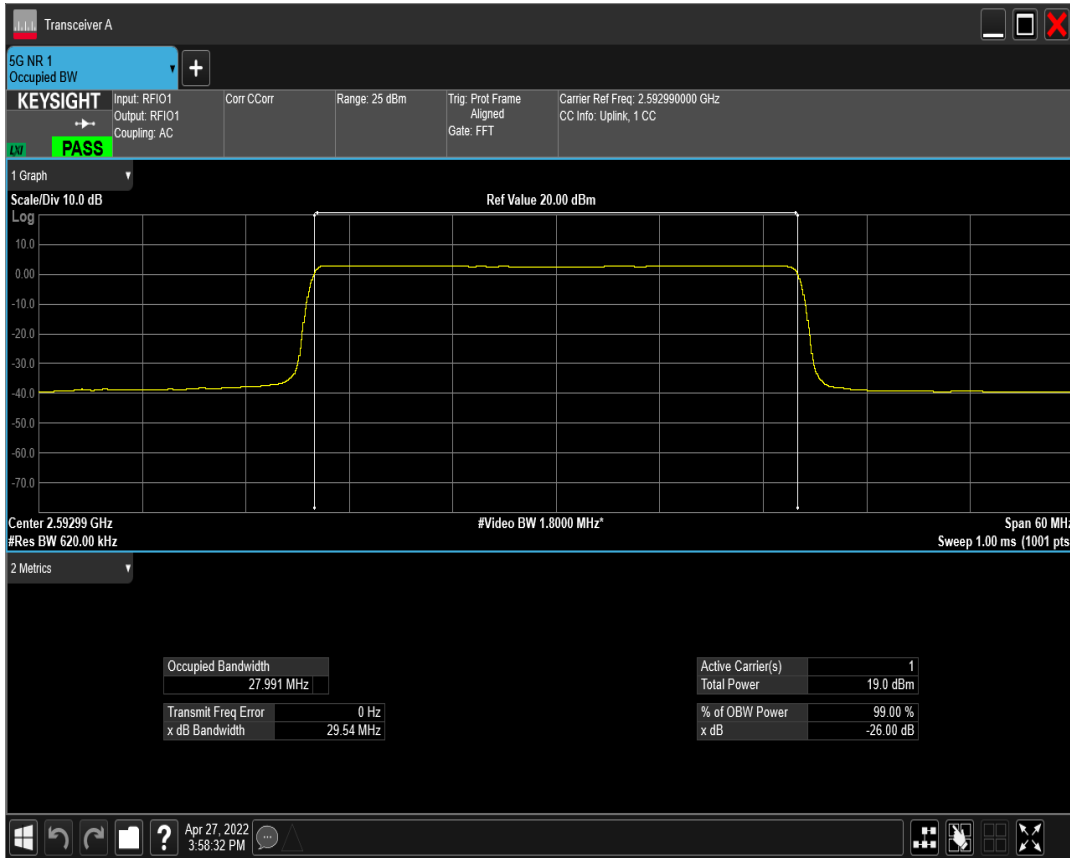 Transceiver A
5G NR 1
Occupied BW
+
KEYSIGHT
Input: RFIO1
Output: RFIO1
Coupling: AC
Corr CCorr
Range: 25 dBm
Trig: Prot Frame
Aligned
Gate: FFT
Carrier Ref Freq: 2.592990000 GHz
CC Info: Uplink, 1 CC
LXI
PASS
1 Graph
Scale/Div 10.0 dB
Ref Value 20.00 dBm
Log
10.0
0.00
-10.0
-20.0
-30.0
-40.0
-50.0
-60.0
-70.0
Center 2.59299 GHz
#Video BW 1.8000 MHz*
Span 60 MHz
#Res BW 620.00 kHz
Sweep 1.00 ms (1001 pts
2 Metrics
Occupied Bandwidth
27.991 MHz
Transmit Freq Error 0 Hz
x dB Bandwidth 29.54 MHz
Active Carrier(s) 1
Total Power 19.0 dBm
% of OBW Power 99.00 %
x dB -26.00 dB
?
Apr 27, 2022
3:58:32 PM